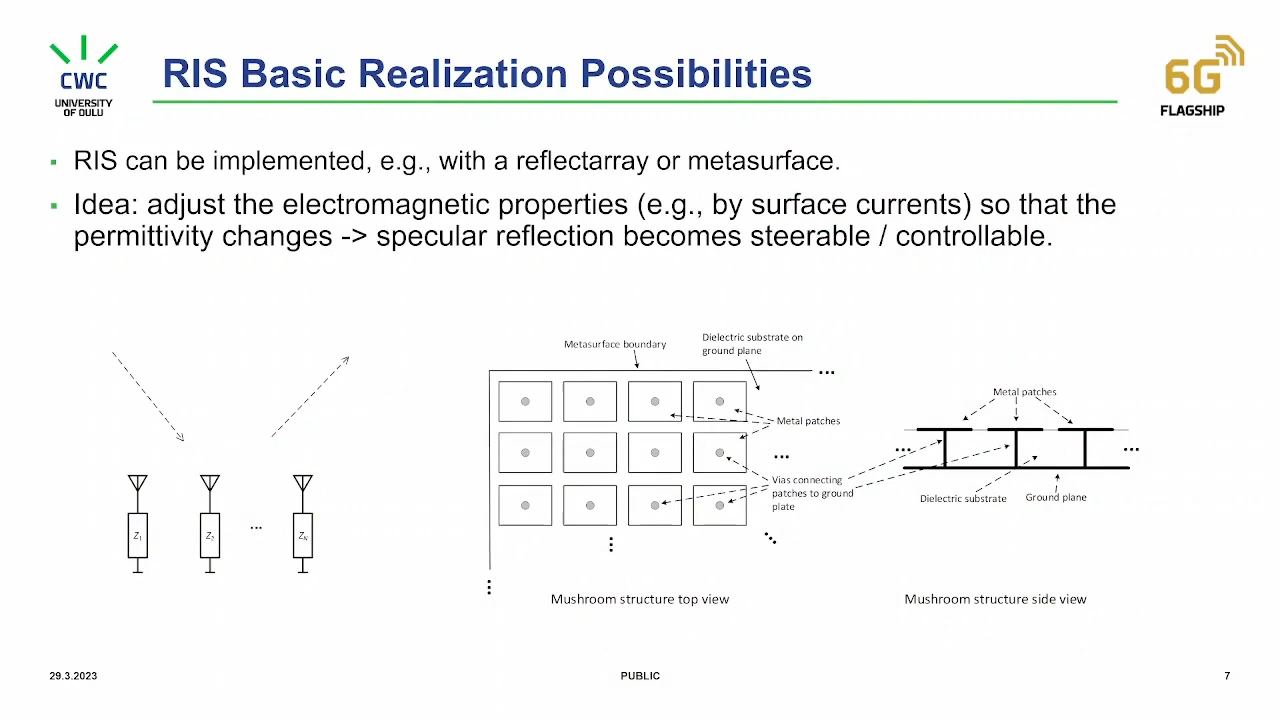 CWC
UNIVERSITY
OF OULU
RIS Basic Realization Possibilities
6G
FLAGSHIP
▪ RIS can be implemented, e.g., with a reflectarray or metasurface.
▪ Idea: adjust the electromagnetic properties (e.g., by surface currents) so that the
permittivity changes -> specular reflection becomes steerable / controllable.
Z1
Z2
...
ZN
Metasurface boundary
Dielectric substrate on
ground plane
...
Metal patches
...
Vias connecting
patches to ground
plate
Mushroom structure top view
Metal patches
...
...
Dielectric substrate
Ground plane
Mushroom structure side view
29.3.2023
PUBLIC
7